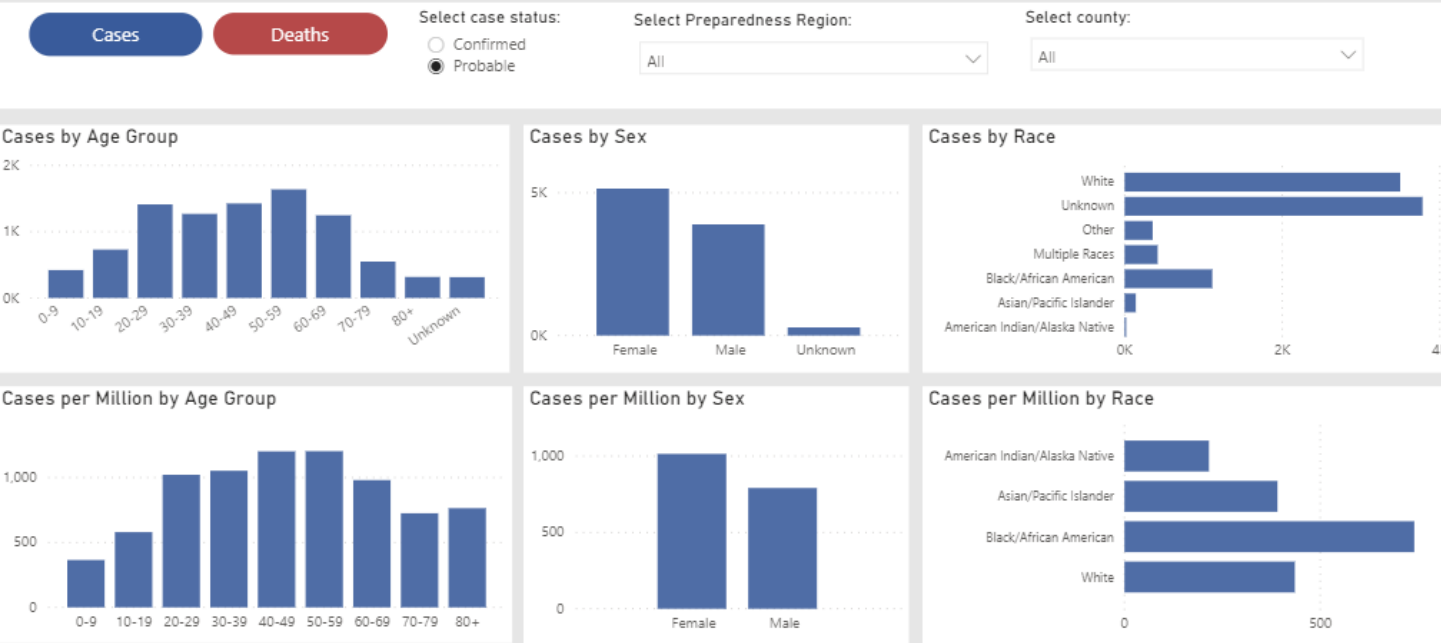 Cases
Deaths
Select case status:
Confirmed
Probable
Select Preparedness Region:
All
Select county:
All
Cases by Age Group
2K
1K
0K
0-9
10-19
20-29
30-39
40-49
50-59
60-69
70-79
80+
Unknown
Cases by Sex
5K
0K
Female
Male
Unknown
Cases by Race
White
Unknown
Other
Multiple Races
Black/African American
Asian/Pacific Islander
American Indian/Alaska Native
0K
2K
Cases per Million by Age Group
1,000
500
0
0-9
10-19
20-29
30-39
40-49
50-59
60-69
70-79
80+
Cases per Million by Sex
1,000
500
0
Female
Male
Cases per Million by Race
American Indian/Alaska Native
Asian/Pacific Islander
Black/African American
White
0
500